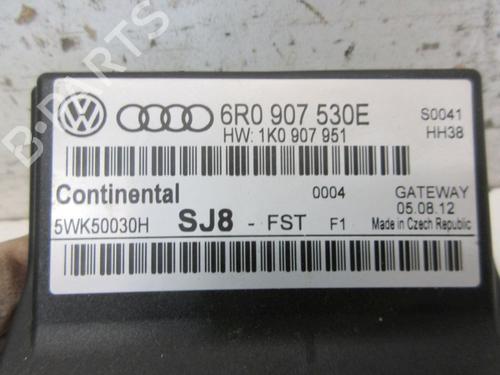 6R0 907 530E S0041
HW: 1K0 907 951 HH38
Continental 0004 GATEWAY
5WK50030H SJ8 - FST F1 05.08.12
Made in Czech Republic
B-PARTS